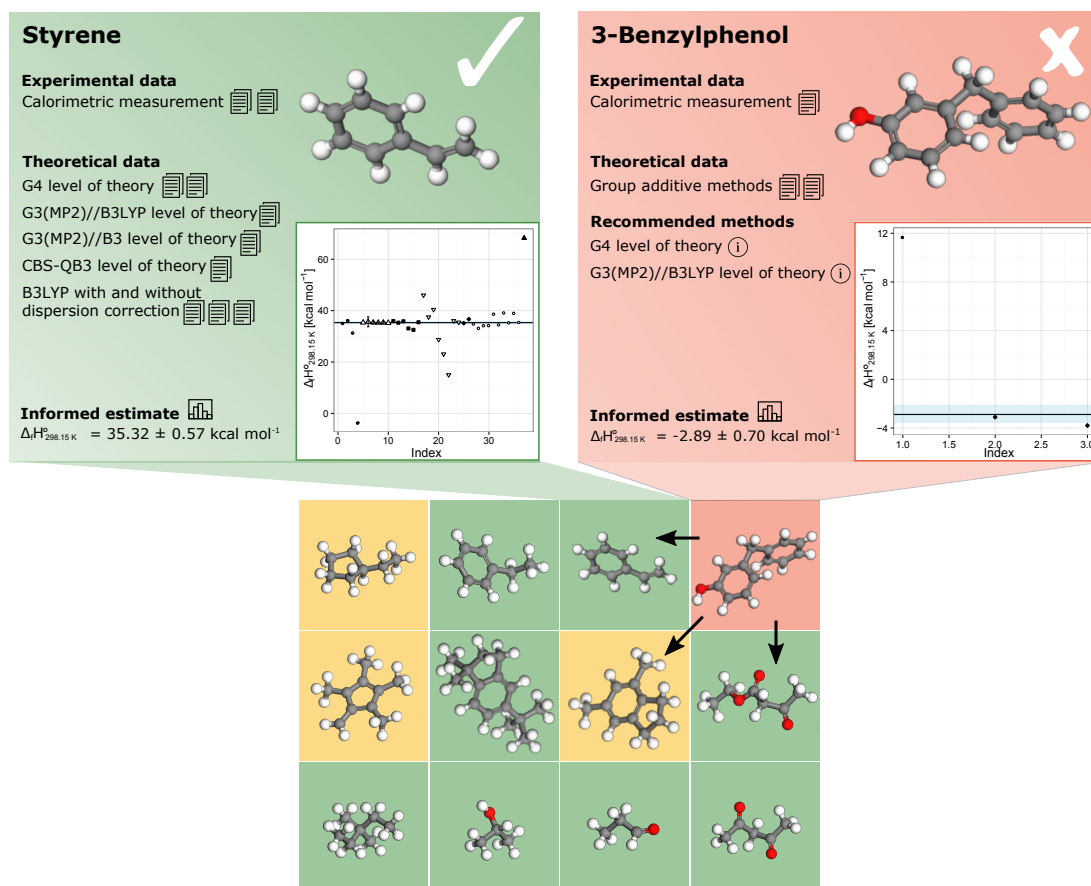 Styrene
Experimental data
Calorimetric measurement
Theoretical data
G4 level of theory
G3(MP2)//B3LYP level of theory
G3(MP2)//B3 level of theory
CBS-QB3 level of theory
B3LYP with and without
dispersion correction
Informed estimate
ΔfH°298.15 K = 35.32 ± 0.57 kcal mol⁻¹
ΔfH°298.15 K [kcal mol⁻¹]
60
40
20
0
0
10
20
30
Index
3-Benzylphenol
Experimental data
Calorimetric measurement
Theoretical data
Group additive methods
Recommended methods
G4 level of theory i
G3(MP2)//B3LYP level of theory i
Informed estimate
ΔfH°298.15 K = -2.89 ± 0.70 kcal mol⁻¹
ΔfH°298.15 K [kcal mol⁻¹]
12
8
4
0
−4
1.0
1.5
2.0
2.5
3.0
Index